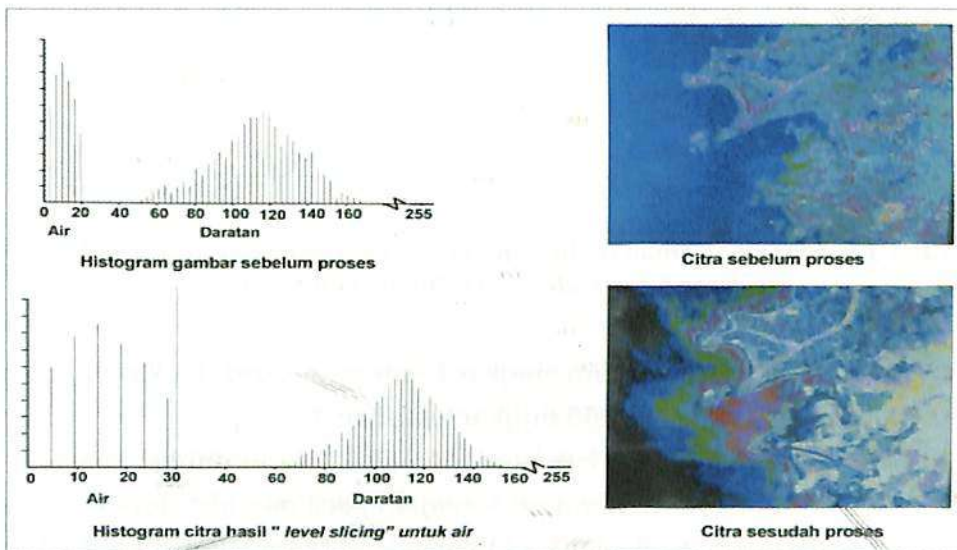 0 20 40 60 80 100 120 140 160 255
Air Daratan
Histogram gambar sebelum proses
Citra sebelum proses
0 10 20 30 80 100 120 140 160 255
Air Daratan
Histogram citra hasil " level slicing" untuk air
Citra sesudah proses